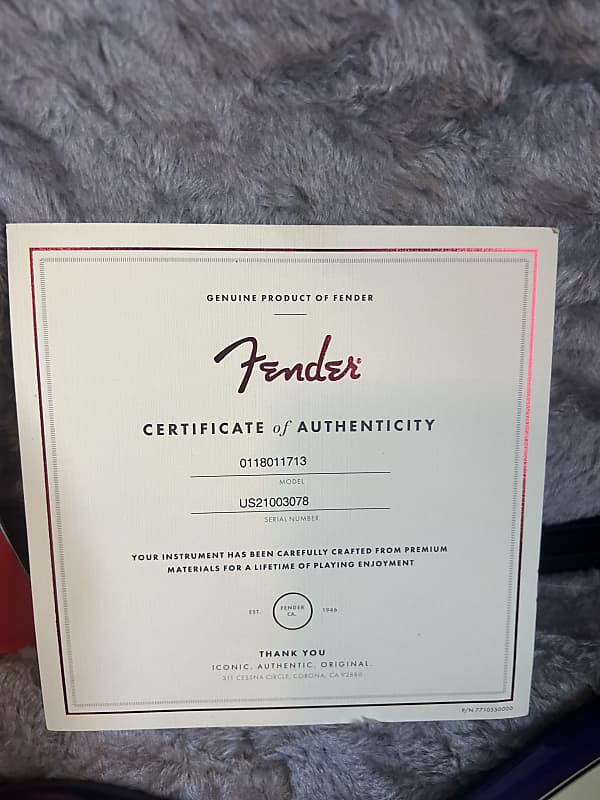 GENUINE PRODUCT OF FENDER
Fender
CERTIFICATE of AUTHENTICITY
0118011713
MODEL
US21003078
SERIAL NUMBER
YOUR INSTRUMENT HAS BEEN CAREFULLY CRAFTED FROM PREMIUM
MATERIALS FOR A LIFETIME OF PLAYING ENJOYMENT
EST. FENDER CA. 1946
THANK YOU
ICONIC. AUTHENTIC. ORIGINAL.
311 CESSNA CIRCLE, CORONA, CA 92880
P/N 7710350000